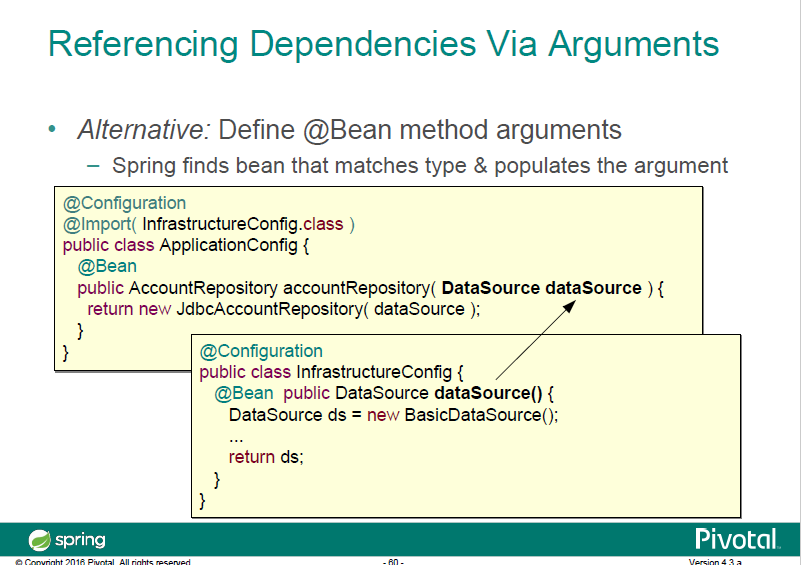 Referencing Dependencies Via Arguments
• Alternative: Define @Bean method arguments
– Spring finds bean that matches type & populates the argument
@Configuration
@Import( InfrastructureConfig.class )
public class ApplicationConfig {
@Bean
public AccountRepository accountRepository( DataSource dataSource ) {
return new JdbcAccountRepository( dataSource );
}
}
@Configuration
public class InfrastructureConfig {
@Bean public DataSource dataSource() {
DataSource ds = new BasicDataSource();
...
return ds;
}
}
spring
Pivotal
© Copyright 2016 Pivotal. All rights reserved.
- 60 -
Version 4.3.a